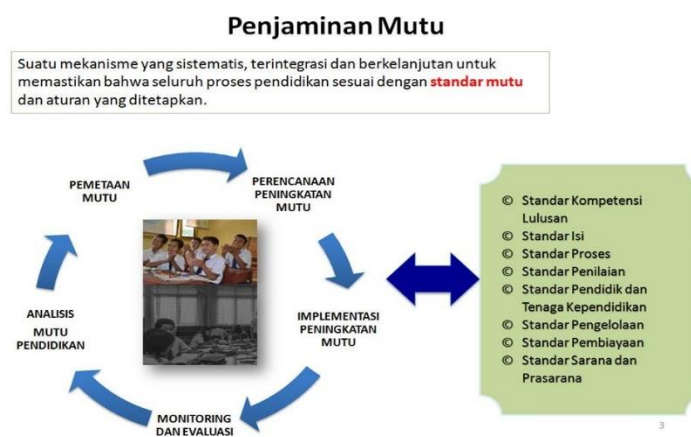 Penjaminan Mutu
Suatu mekanisme yang sistematis, terintegrasi dan berkelanjutan untuk
memastikan bahwa seluruh proses pendidikan sesuai dengan standar mutu
dan aturan yang ditetapkan.
PEMETAAN
MUTU
PERENCANAAN
PENINGKATAN
MUTU
IMPLEMENTASI
PENINGKATAN
MUTU
MONITORING
DAN EVALUASI
ANALISIS
MUTU
PENDIDIKAN
© Standar Kompetensi
Lulusan
© Standar Isi
© Standar Proses
© Standar Penilaian
© Standar Pendidik dan
Tenaga Kependidikan
© Standar Pengelolaan
© Standar Pembiayaan
© Standar Sarana dan
Prasarana
3